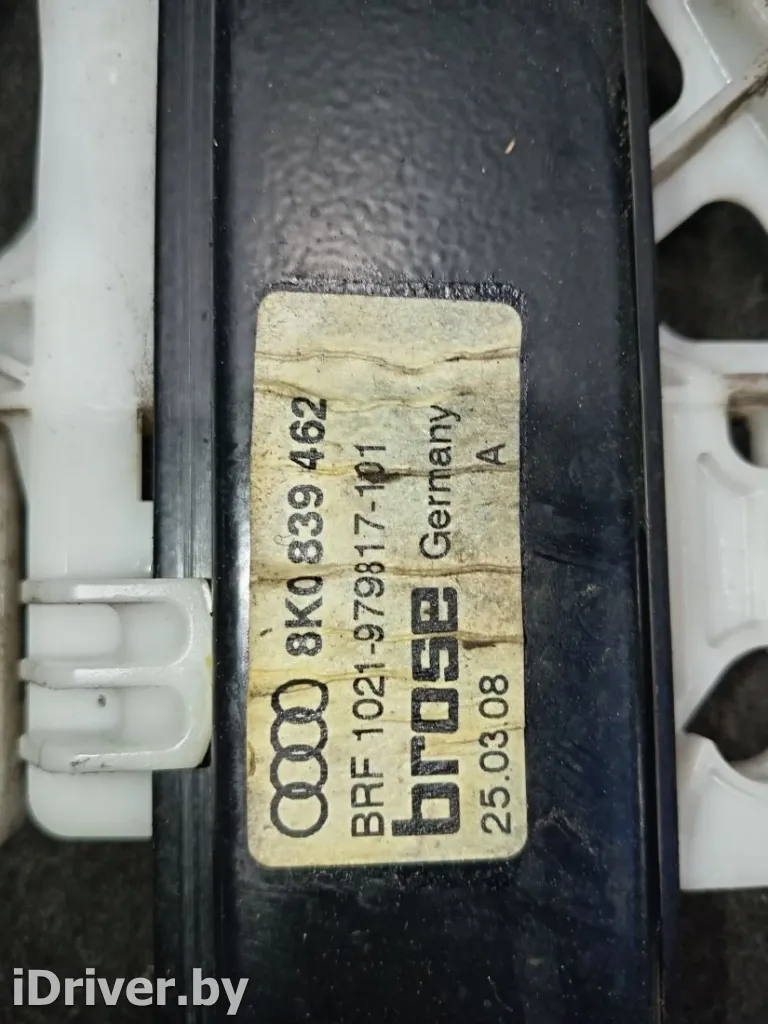 8K0 839 462
BRF 1021-979817-101
brose Germany
25.03.08 A
iDriver.by